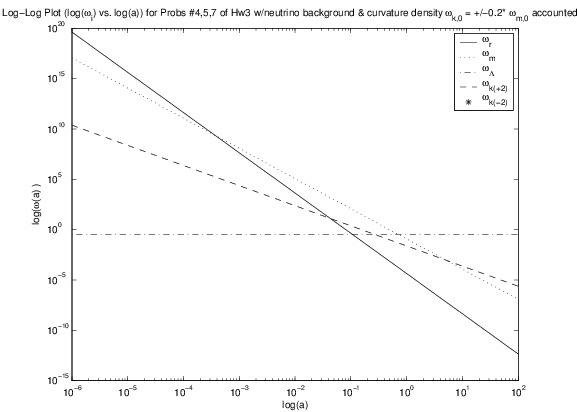 Log−Log Plot (log(ω_i) vs. log(a)) for Probs #4,5,7 of Hw3 w/neutrino background & curvature density ω_k,0 = +/−0.2* ω_m,0 accounted
10^20
10^15
10^10
10^5
10^0
10^−5
10^−10
10^−15
log(ω(a) )
ω_r
ω_m
ω_Λ
ω_k(+2)
ω_k(−2)
10^−6
10^−5
10^−4
10^−3
10^−2
10^−1
10^0
10^1
10^2
log(a)